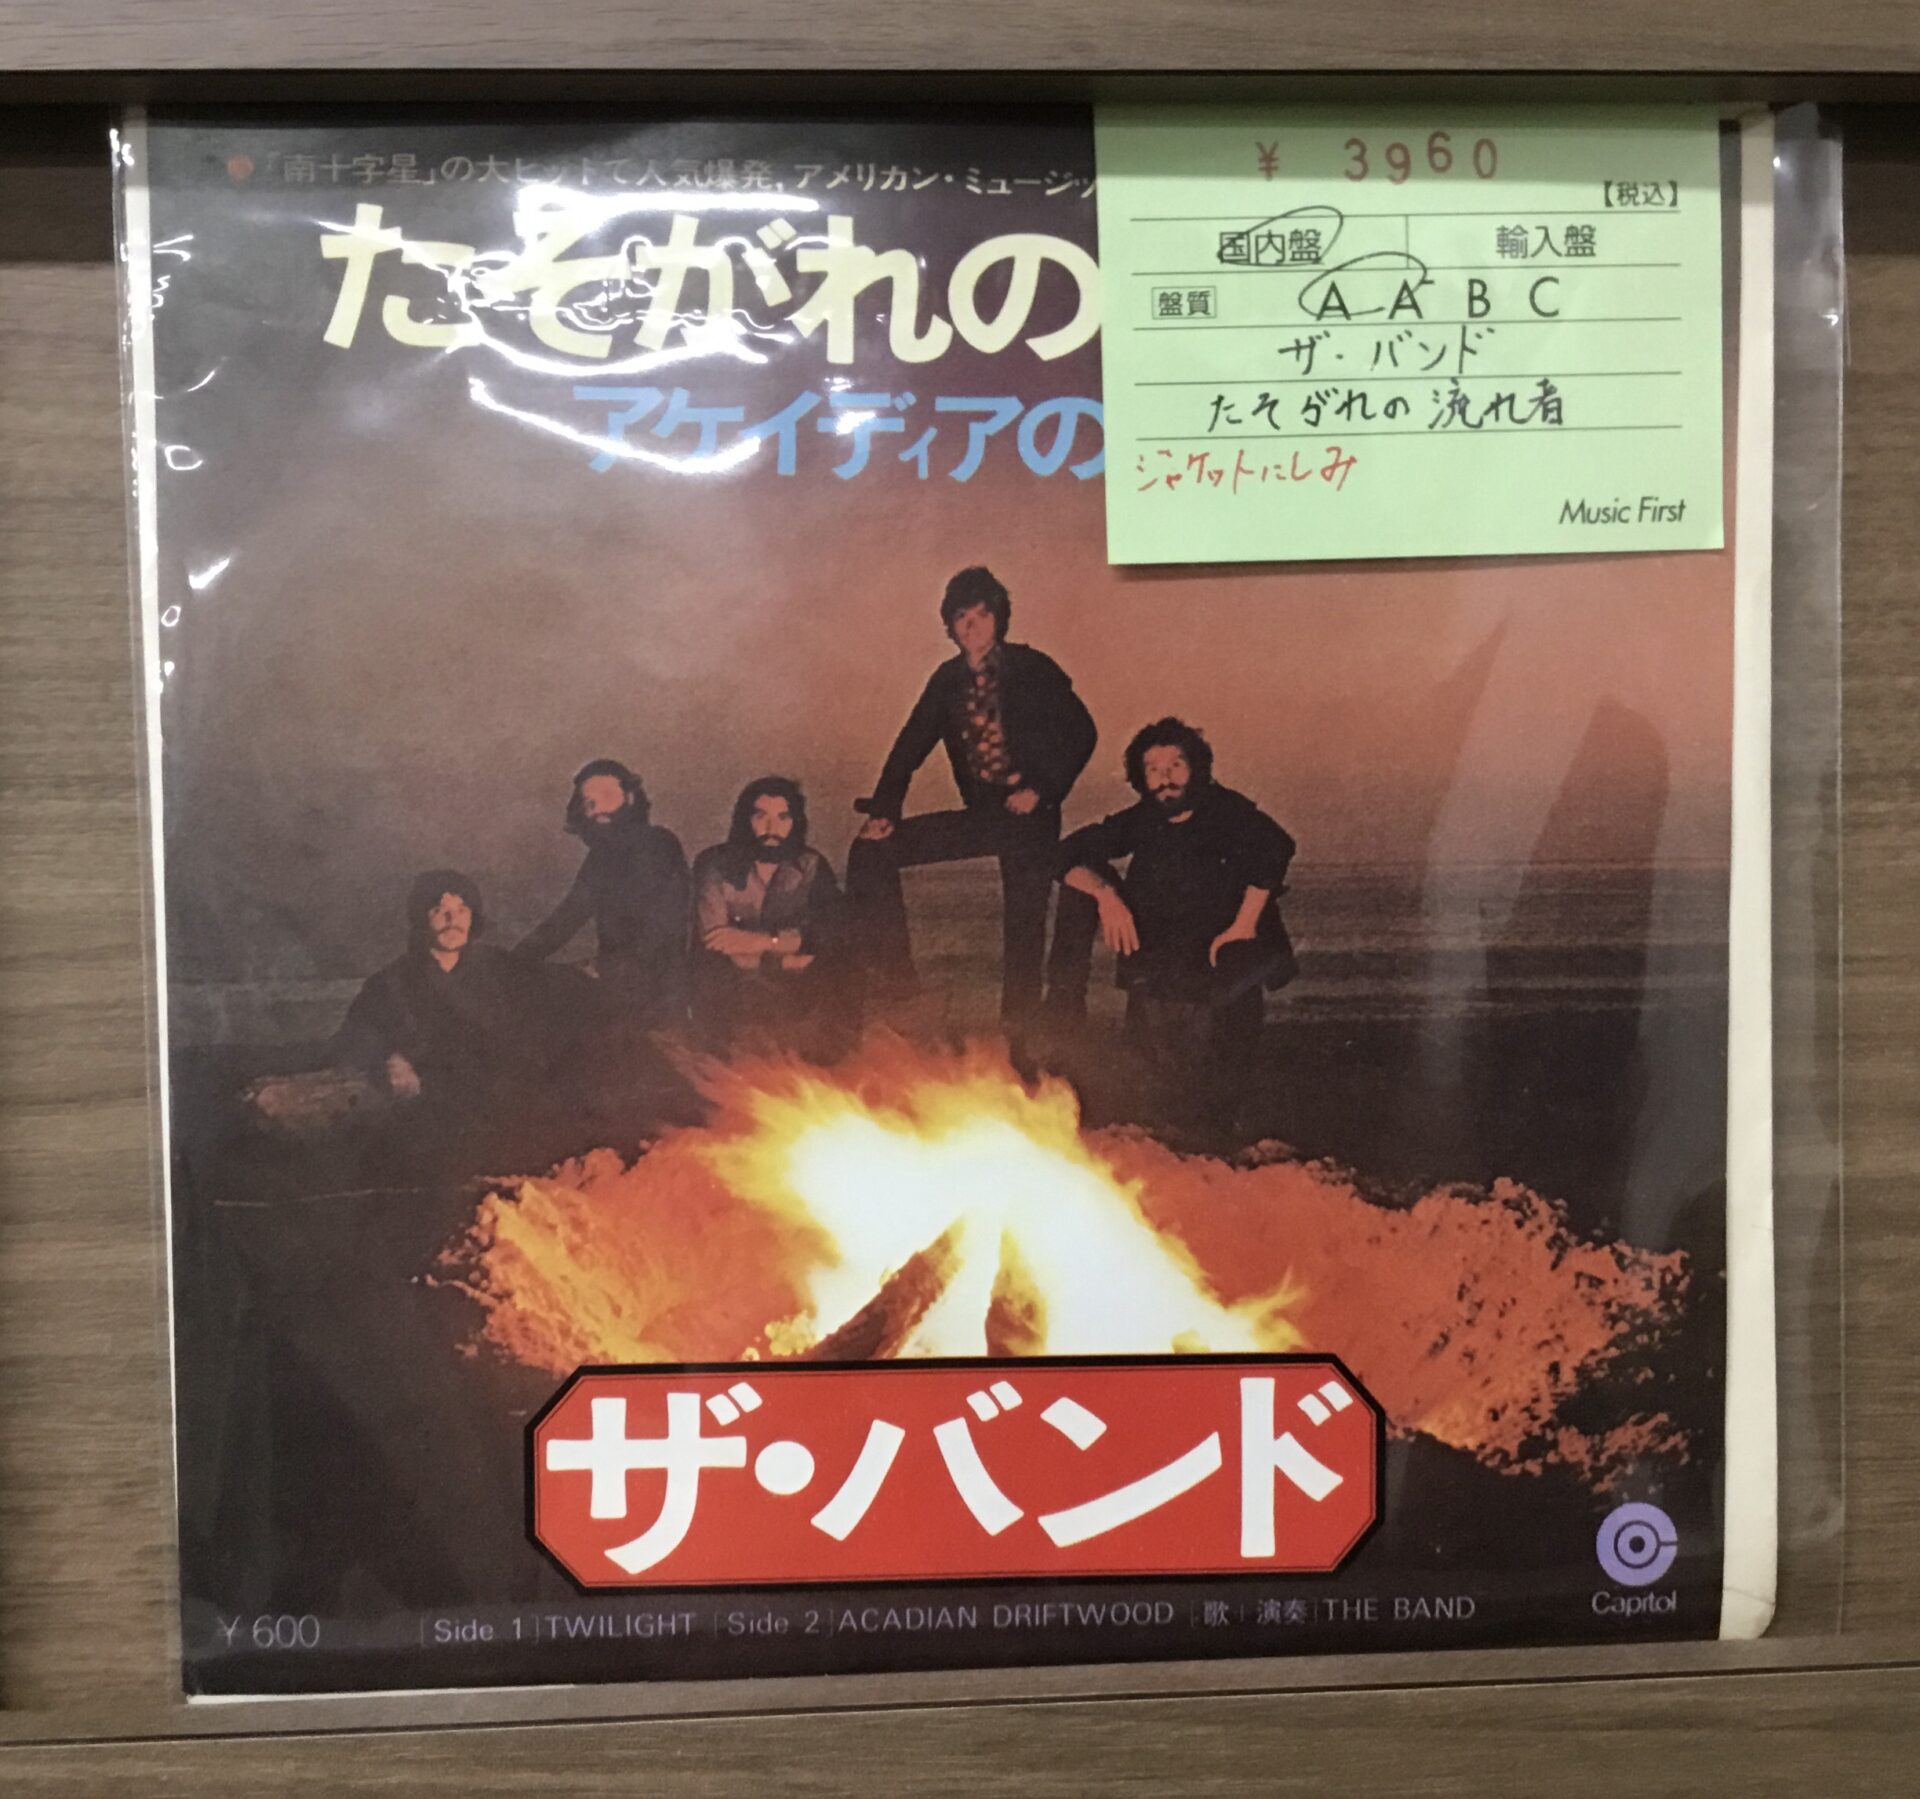 ●『南十字星』の大ヒットで人気爆発,アメリカン・ミュージッ
たそがれの
アケイディアの
¥ 3960
【税込】
国内盤 輸入盤
盤質 A A⁻ B C
ザ・バンド
たそがれの流れ者
ジャケットにしみ
Music First
ザ・バンド
Capitol
¥600 [Side 1]TWILIGHT [Side 2]ACADIAN DRIFTWOOD [歌+演奏]THE BAND